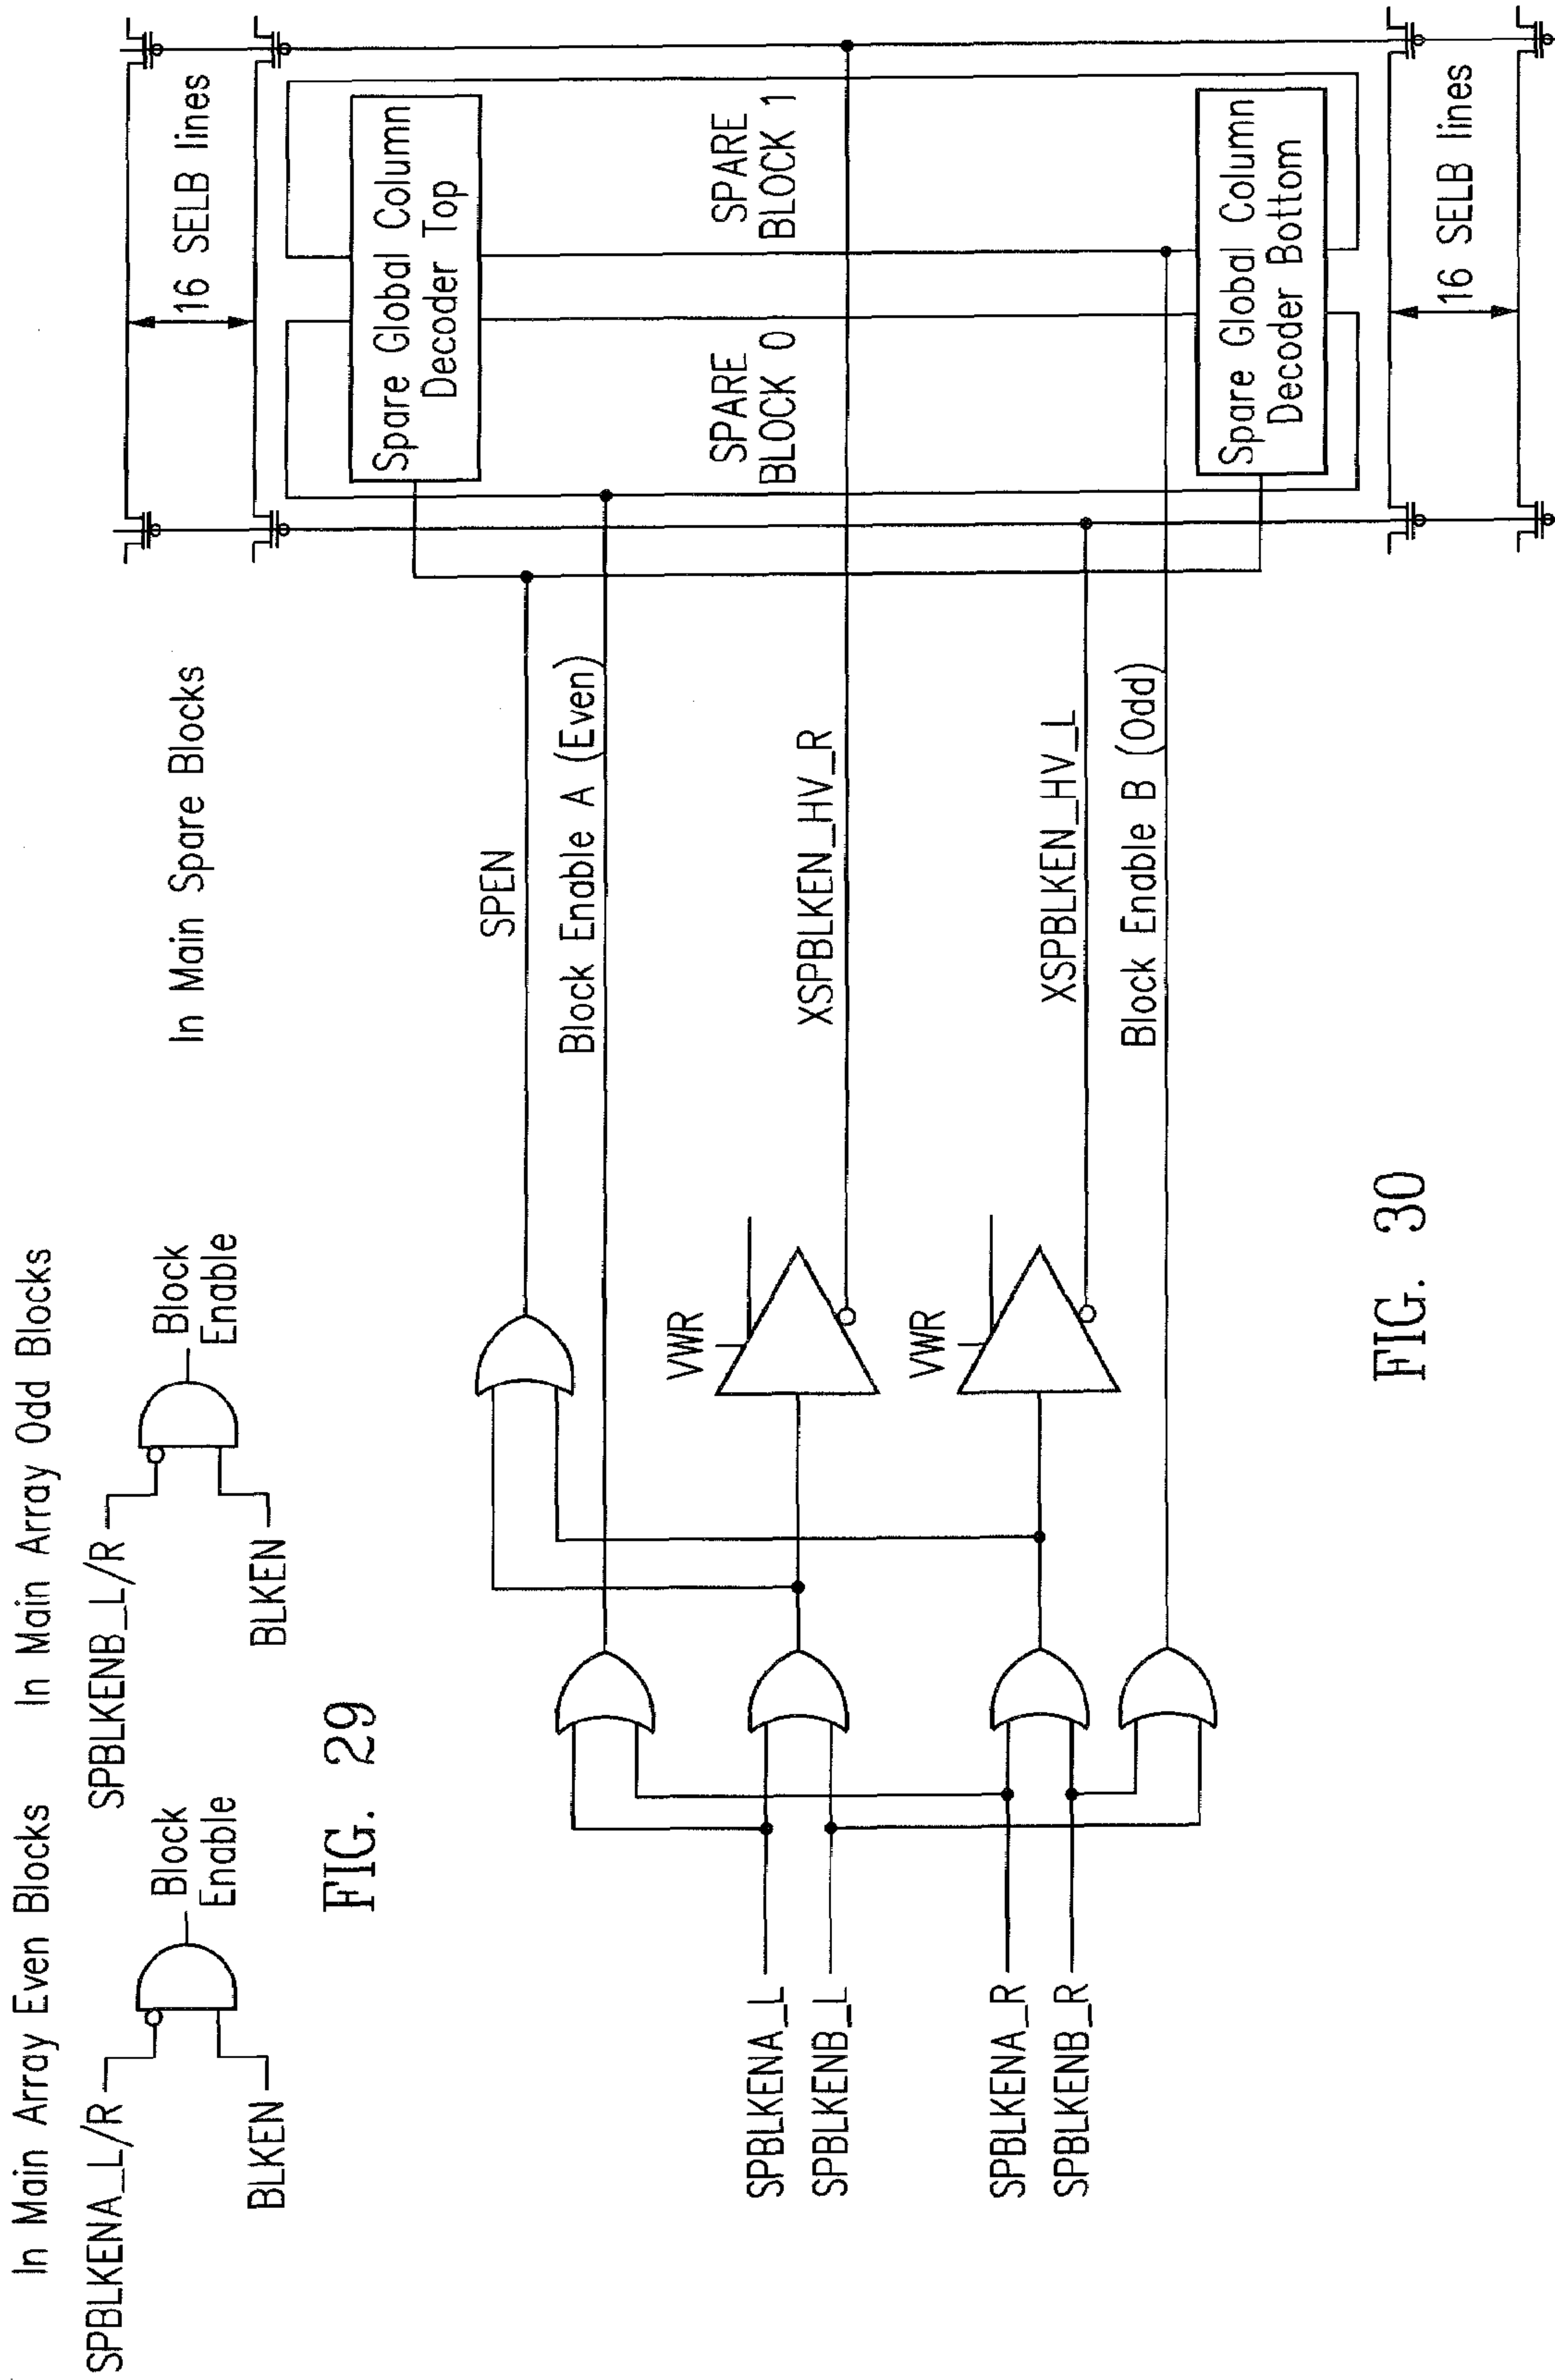 In Main Array Even Blocks
SPBLKENA_L/R
BLKEN
Block
Enable
In Main Array Odd Blocks
SPBLKENB_L/R
BLKEN
Block
Enable
FIG. 29
In Main Spare Blocks
SPBLKENA_L
SPBLKENB_L
SPBLKENA_R
SPBLKENB_R
VWR
VWR
SPEN
Block Enable A (Even)
XSPBLKEN_HV_R
XSPBLKEN_HV_L
Block Enable B (Odd)
16 SELB lines
Spare Global Column
Decoder Top
SPARE
BLOCK 0
SPARE
BLOCK 1
Spare Global Column
Decoder Bottom
16 SELB lines
FIG. 30